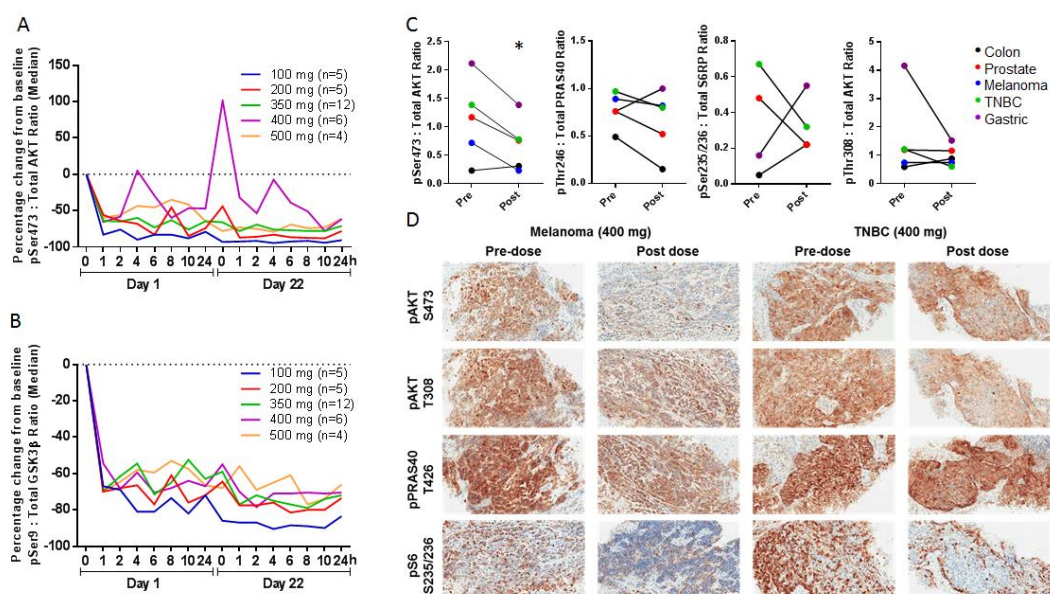 A
Percentage change from baseline
pSer473 : Total AKT Ratio (Median)
150
100
50
0
-50
-100
100 mg (n=5)
200 mg (n=5)
350 mg (n=12)
400 mg (n=6)
500 mg (n=4)
0 1 2 4 6 8 10 24 0 1 2 4 6 8 10 24h
Day 1
Day 22
B
Percentage change from baseline
pSer9 : Total GSK3β Ratio (Median)
0
-20
-40
-60
-80
-100
100 mg (n=5)
200 mg (n=5)
350 mg (n=12)
400 mg (n=6)
500 mg (n=4)
0 1 2 4 6 8 10 24 0 1 2 4 6 8 10 24h
Day 1
Day 22
C
pSer473 : Total AKT Ratio
2.5
2.0
1.5
1.0
0.5
0.0
*
Pre
Post
pThr246 : Total PRAS40 Ratio
1.5
1.0
0.5
0.0
Pre
Post
pSer235/236 : Total S6RP Ratio
0.8
0.6
0.4
0.2
0.0
Pre
Post
pThr308 : Total AKT Ratio
5
4
3
2
1
0
Pre
Post
Colon
Prostate
Melanoma
TNBC
Gastric
D
Melanoma (400 mg)
TNBC (400 mg)
Pre-dose
Post dose
Pre-dose
Post dose
pAKT
S473
pAKT
T308
pPRAS40
T426
pS6
S235/236